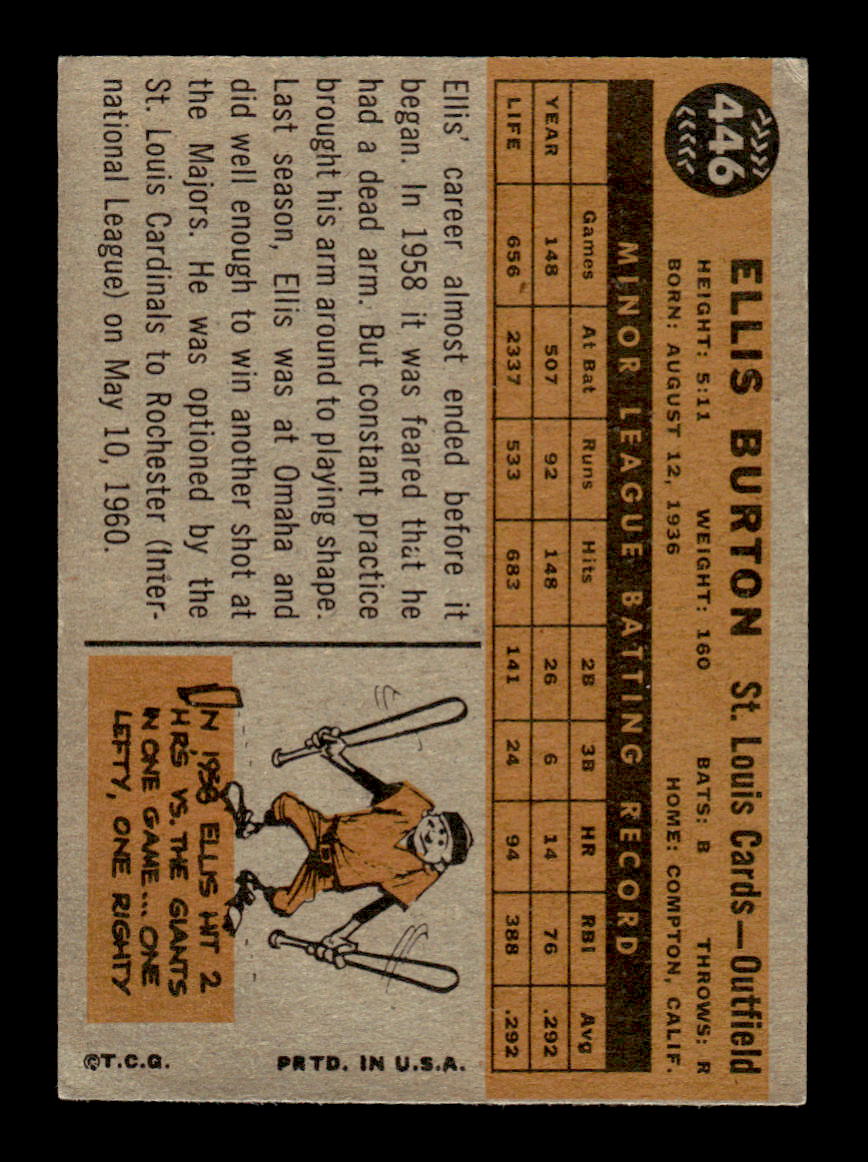 446
ELLIS BURTON St. Louis Cards—Outfield
HEIGHT: 5:11 WEIGHT: 160 BATS: B THROWS: R
BORN: AUGUST 12, 1936 HOME: COMPTON, CALIF.
MINOR LEAGUE BATTING RECORD
Games At Bat Runs Hits 2B 3B HR RBI Avg
YEAR 148 507 92 148 26 6 14 76 .292
LIFE 656 2337 533 683 141 24 94 388 .292
Ellis' career almost ended before it
began. In 1958 it was feared that he
had a dead arm. But constant practice
brought his arm around to playing shape.
Last season, Ellis was at Omaha and
did well enough to win another shot at
the Majors. He was optioned by the
St. Louis Cardinals to Rochester (Inter-
national League) on May 10, 1960.
IN 1958 ELLIS HIT 2
HR'S VS. THE GIANTS
IN ONE GAME... ONE
LEFTY, ONE RIGHTY
©T.C.G. PRTD. IN U.S.A.